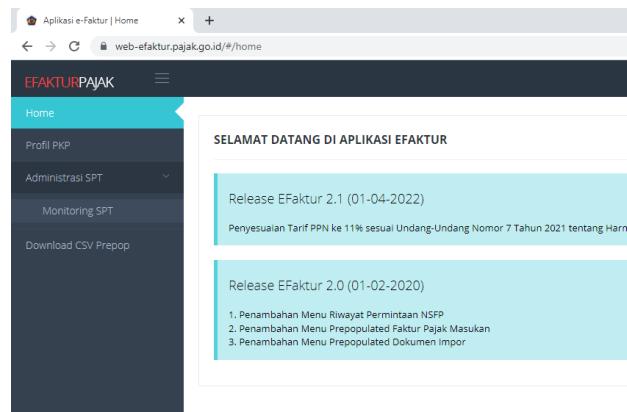 Aplikasi e-Faktur | Home
web-efaktur.pajak.go.id/#/home
EFAKTURPAJAK
Home
Profil PKP
Administrasi SPT
Monitoring SPT
Download CSV Prepop
SELAMAT DATANG DI APLIKASI EFAKTUR
Release EFaktur 2.1 (01-04-2022)
Penyesuaian Tarif PPN ke 11% sesuai Undang-Undang Nomor 7 Tahun 2021 tentang Harm
Release EFaktur 2.0 (01-02-2020)
1. Penambahan Menu Riwayat Permintaan NSFP
2. Penambahan Menu Prepopulated Faktur Pajak Masukan
3. Penambahan Menu Prepopulated Dokumen Impor